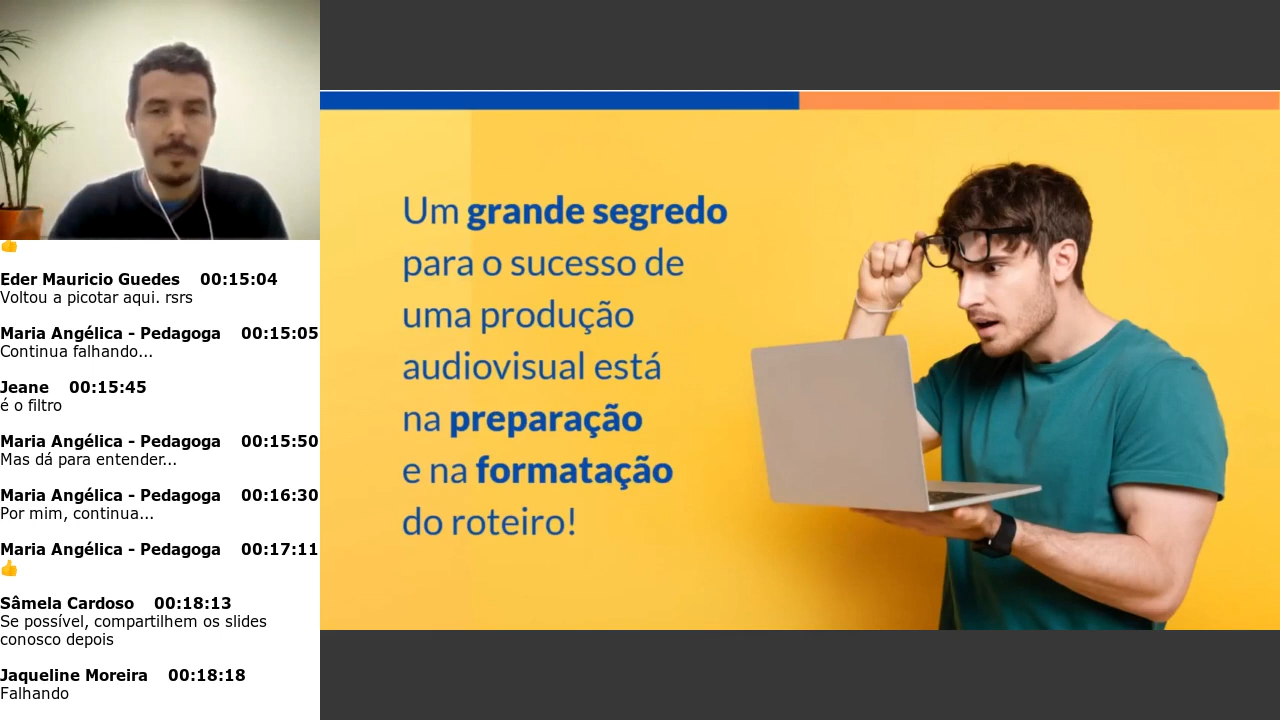 👍
Eder Mauricio Guedes 00:15:04
Voltou a picotar aqui. rsrs
Maria Angélica - Pedagoga 00:15:05
Continua falhando...
Jeane 00:15:45
é o filtro
Maria Angélica - Pedagoga 00:15:50
Mas dá para entender...
Maria Angélica - Pedagoga 00:16:30
Por mim, continua...
Maria Angélica - Pedagoga 00:17:11
👍
Sâmela Cardoso 00:18:13
Se possível, compartilhem os slides
conosco depois
Jaqueline Moreira 00:18:18
Falhando
Um grande segredo
para o sucesso de
uma produção
audiovisual está
na preparação
e na formatação
do roteiro!